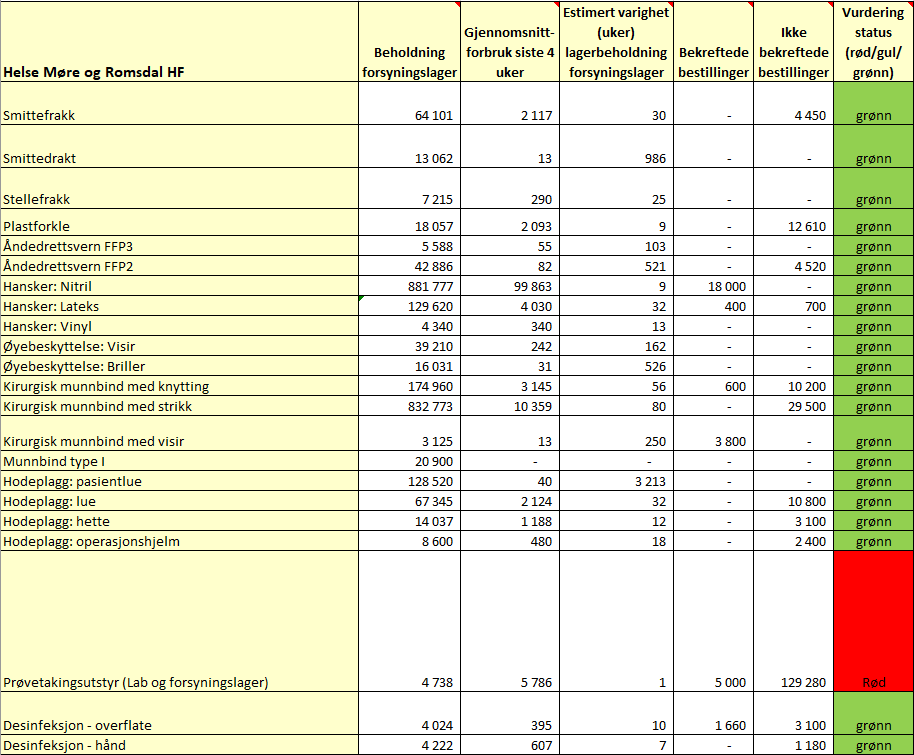 Helse Møre og Romsdal HF | Beholdning forsyningslager | Gjennomsnitt-forbruk siste 4 uker | Estimert varighet (uker) lagerbeholdning forsyningslager | Bekreftede bestillinger | Ikke bekreftede bestillinger | Vurdering status (rød/gul/grønn)
Smittefrakk | 64 101 | 2 117 | 30 | - | 4 450 | grønn
Smittedrakt | 13 062 | 13 | 986 | - | - | grønn
Stellefrakk | 7 215 | 290 | 25 | - | - | grønn
Plastforkle | 18 057 | 2 093 | 9 | - | 12 610 | grønn
Åndedrettsvern FFP3 | 5 588 | 55 | 103 | - | - | grønn
Åndedrettsvern FFP2 | 42 886 | 82 | 521 | - | 4 520 | grønn
Hansker: Nitril | 881 777 | 99 863 | 9 | 18 000 | - | grønn
Hansker: Lateks | 129 620 | 4 030 | 32 | 400 | 700 | grønn
Hansker: Vinyl | 4 340 | 340 | 13 | - | - | grønn
Øyebeskyttelse: Visir | 39 210 | 242 | 162 | - | - | grønn
Øyebeskyttelse: Briller | 16 031 | 31 | 526 | - | - | grønn
Kirurgisk munnbind med knytting | 174 960 | 3 145 | 56 | 600 | 10 200 | grønn
Kirurgisk munnbind med strikk | 832 773 | 10 359 | 80 | - | 29 500 | grønn
Kirurgisk munnbind med visir | 3 125 | 13 | 250 | 3 800 | - | grønn
Munnbind type I | 20 900 | - | - | - | - | grønn
Hodeplagg: pasientlue | 128 520 | 40 | 3 213 | - | - | grønn
Hodeplagg: lue | 67 345 | 2 124 | 32 | - | 10 800 | grønn
Hodeplagg: hette | 14 037 | 1 188 | 12 | - | 3 100 | grønn
Hodeplagg: operasjonshjelm | 8 600 | 480 | 18 | - | 2 400 | grønn
Prøvetakingsutstyr (Lab og forsyningslager) | 4 738 | 5 786 | 1 | 5 000 | 129 280 | Rød
Desinfeksjon - overflate | 4 024 | 395 | 10 | 1 660 | 3 100 | grønn
Desinfeksjon - hånd | 4 222 | 607 | 7 | - | 1 180 | grønn